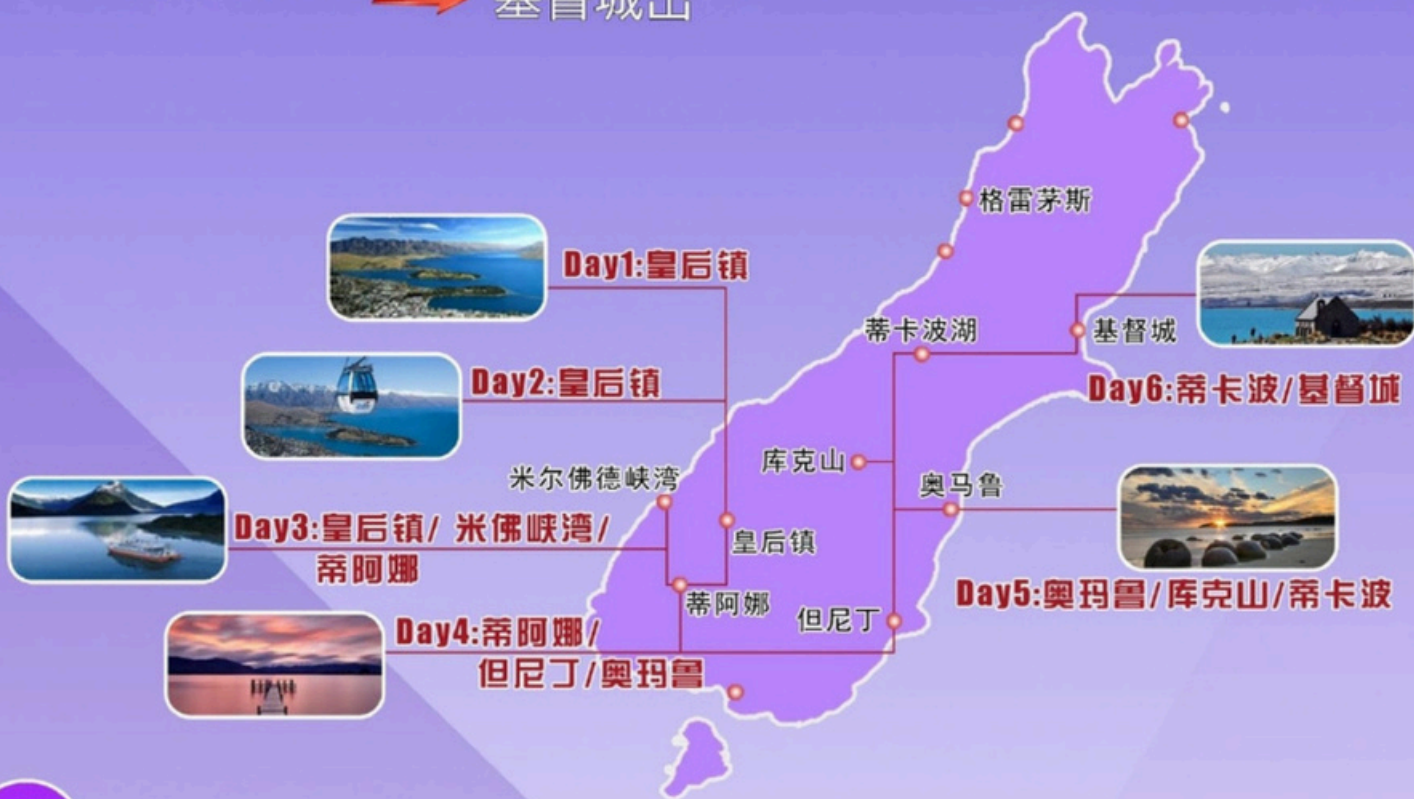 基督城出
格雷茅斯
Day1:皇后镇
蒂卡波湖
基督城
Day2:皇后镇
Day6:蒂卡波/基督城
库克山
米尔佛德峡湾
奥马鲁
Day3:皇后镇/ 米佛峡湾/
蒂阿娜
皇后镇
Day5:奥玛鲁/库克山/蒂卡波
蒂阿娜
但尼丁
Day4:蒂阿娜/
但尼丁/奥玛鲁